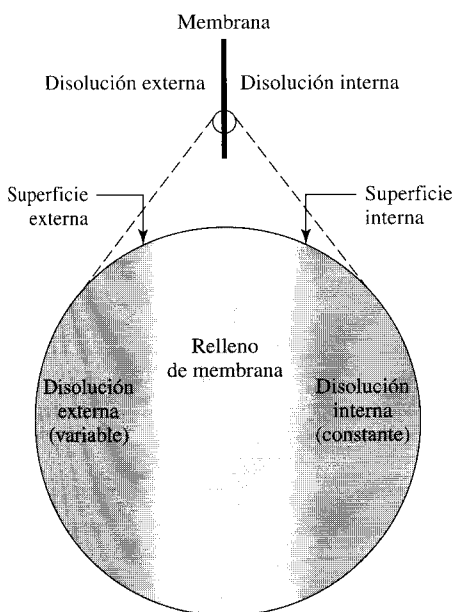 Membrana
Disolución externa
Disolución interna
Superficie
externa
Superficie
interna
Relleno
de membrana
Disolución
externa
(variable)
Disolución
interna
(constante)